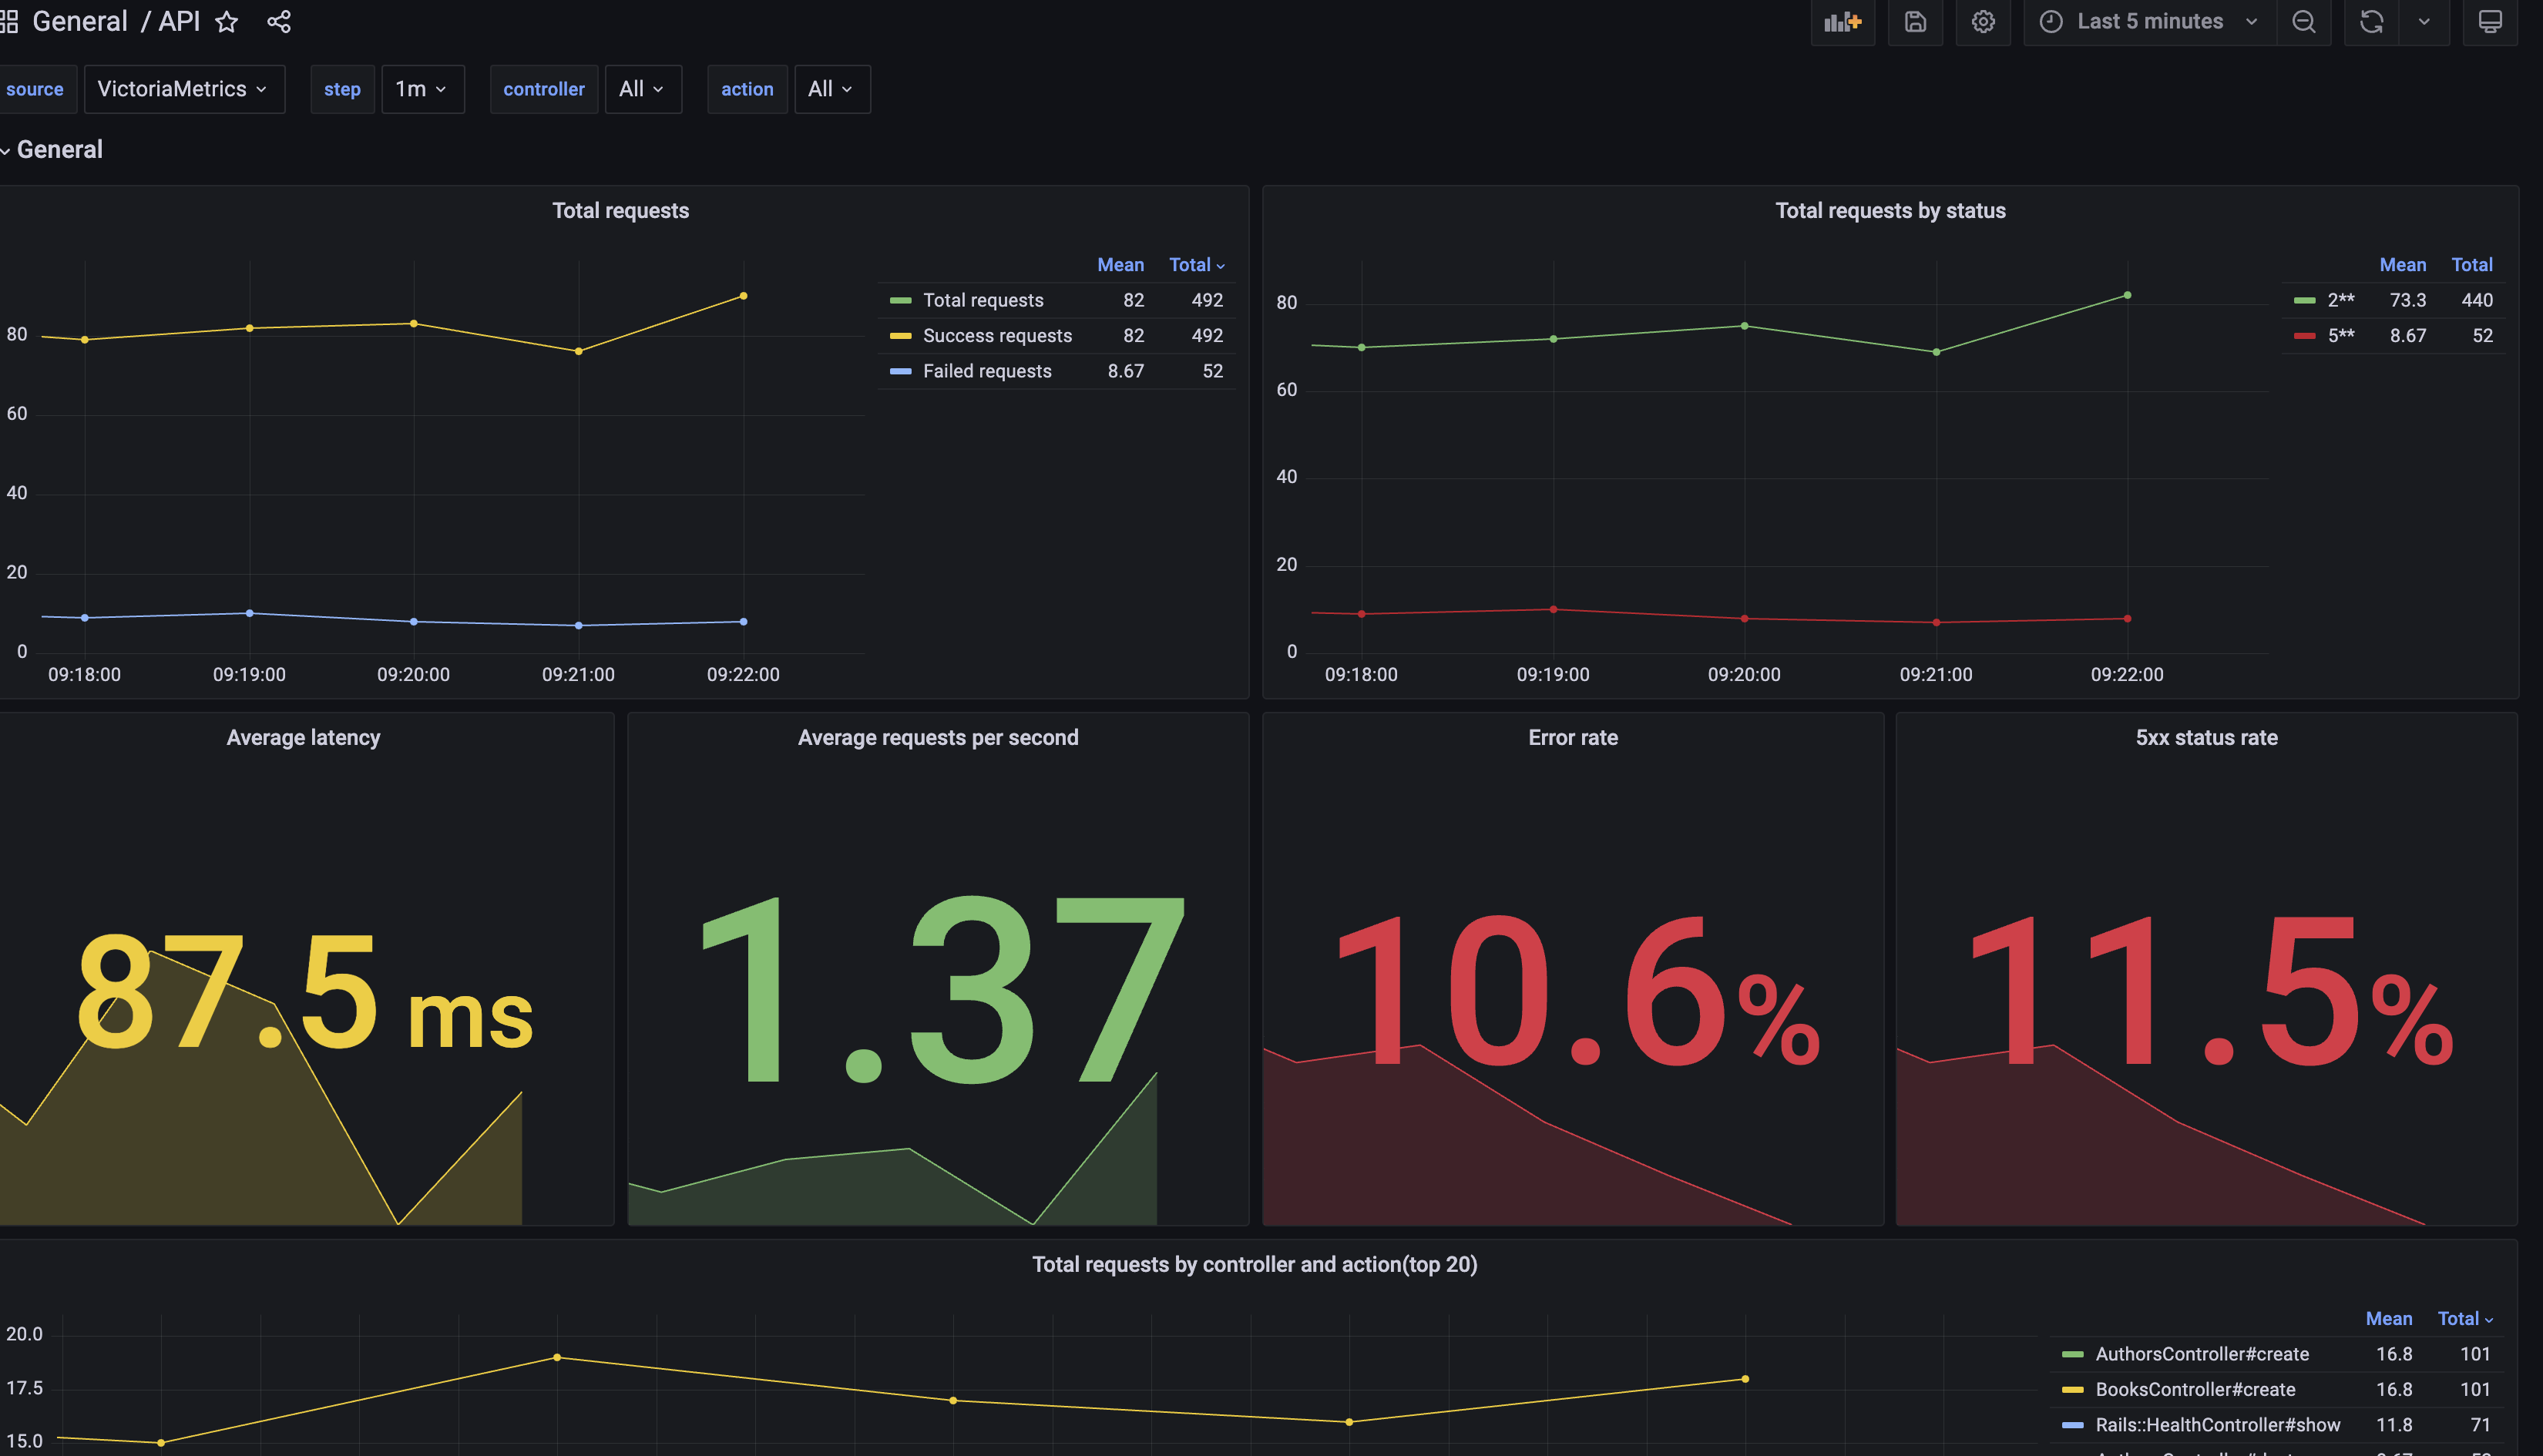 General / API
Last 5 minutes
source VictoriaMetrics step 1m controller All action All
General
Total requests
Mean Total
Total requests 82 492
Success requests 82 492
Failed requests 8.67 52
80
60
40
20
0
09:18:00 09:19:00 09:20:00 09:21:00 09:22:00
Total requests by status
Mean Total
2** 73.3 440
5** 8.67 52
80
60
40
20
0
09:18:00 09:19:00 09:20:00 09:21:00 09:22:00
Average latency
87.5 ms
Average requests per second
1.37
Error rate
10.6%
5xx status rate
11.5%
Total requests by controller and action(top 20)
20.0
17.5
15.0
Mean Total
AuthorsController#create 16.8 101
BooksController#create 16.8 101
Rails::HealthController#show 11.8 71